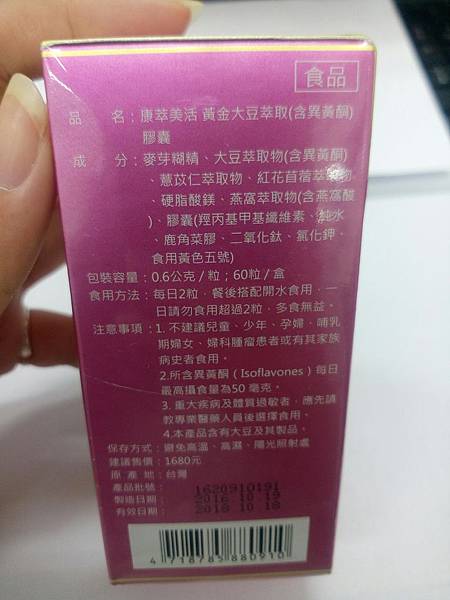 食品
品 名：康萃美活 黃金大豆萃取(含異黃酮)
膠囊
成 分：麥芽糊精、大豆萃取物(含異黃酮)
、薏苡仁萃取物、紅花苜蓿萃取物
、硬脂酸鎂、燕窩萃取物(含燕窩酸
)、膠囊(羥丙基甲基纖維素、純水
、鹿角菜膠、二氧化鈦、氯化鉀、
食用黃色五號)
包裝容量：0.6公克/粒；60粒/盒
食用方法：每日2粒，餐後搭配開水食用，一
日請勿食用超過2粒，多食無益。
注意事項：1.不建議兒童、少年、孕婦、哺乳
期婦女、婦科腫瘤患者或有其家族
病史者食用。
2.所含異黃酮(Isoflavones)每日
最高攝食量為50毫克。
3.重大疾病及體質過敏者，應先請
教專業醫藥人員後選擇食用。
4.本產品含有大豆及其製品。
保存方式：避免高溫、高濕、陽光照射處
建議售價：1680元
原 產 地：台灣
產品批號：1620910191
製造日期：2016 10 19
有效日期：2018 10 18
4 718785 880910